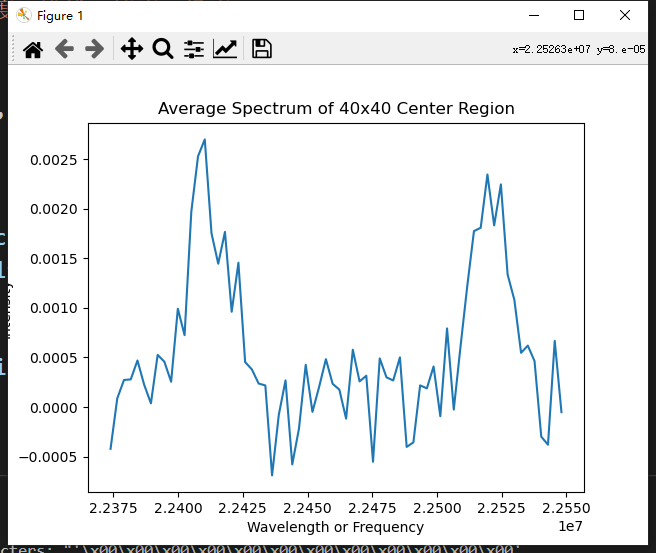 Figure 1
x=2.25263e+07 y=8.e-05
Average Spectrum of 40x40 Center Region
0.0025
0.0020
0.0015
0.0010
0.0005
0.0000
−0.0005
2.2375 2.2400 2.2425 2.2450 2.2475 2.2500 2.2525 2.2550
1e7
Wavelength or Frequency
cters: "'\x00\x00\x00\x00\x00\x00\x00\x00\x00\x00\x00\x00'